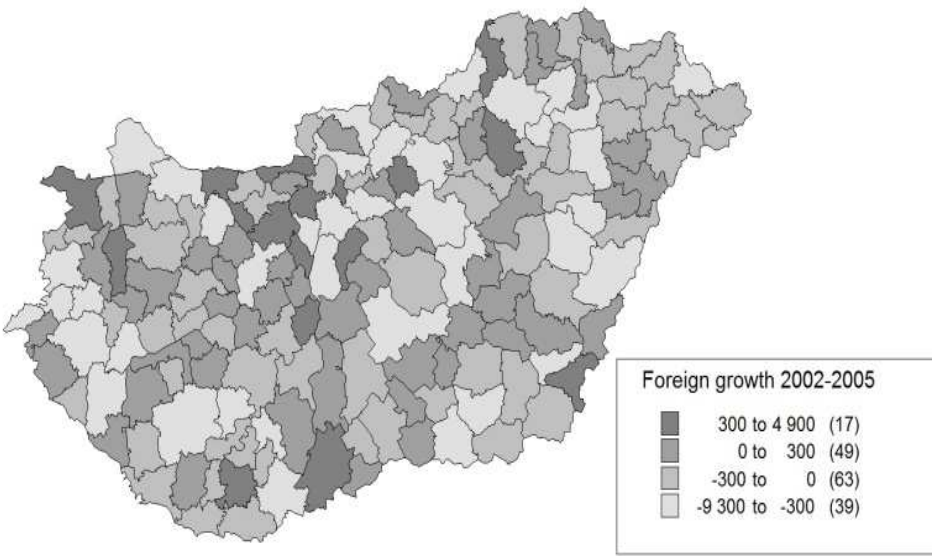 Foreign growth 2002-2005
300 to 4 900 (17)
0 to 300 (49)
-300 to 0 (63)
-9 300 to -300 (39)